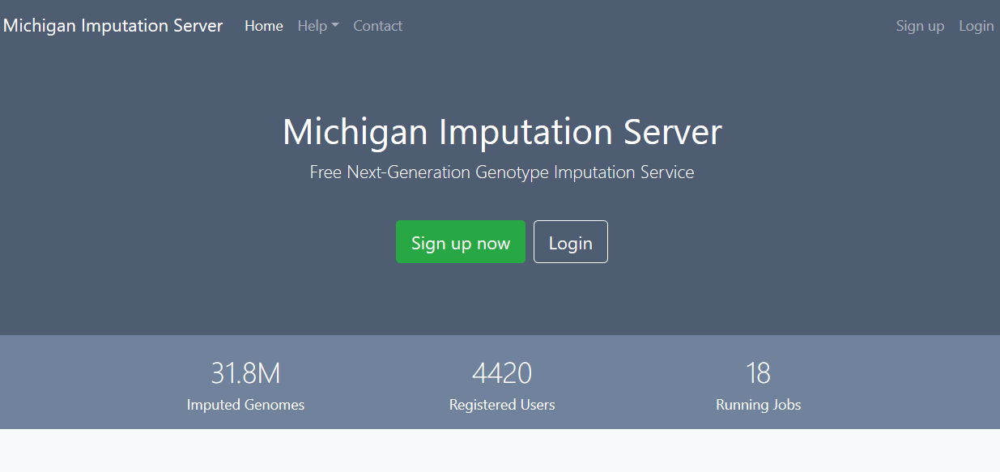 Michigan Imputation Server Home Help Contact Sign up Login
Michigan Imputation Server
Free Next-Generation Genotype Imputation Service
Sign up now Login
31.8M 4420 18
Imputed Genomes Registered Users Running Jobs